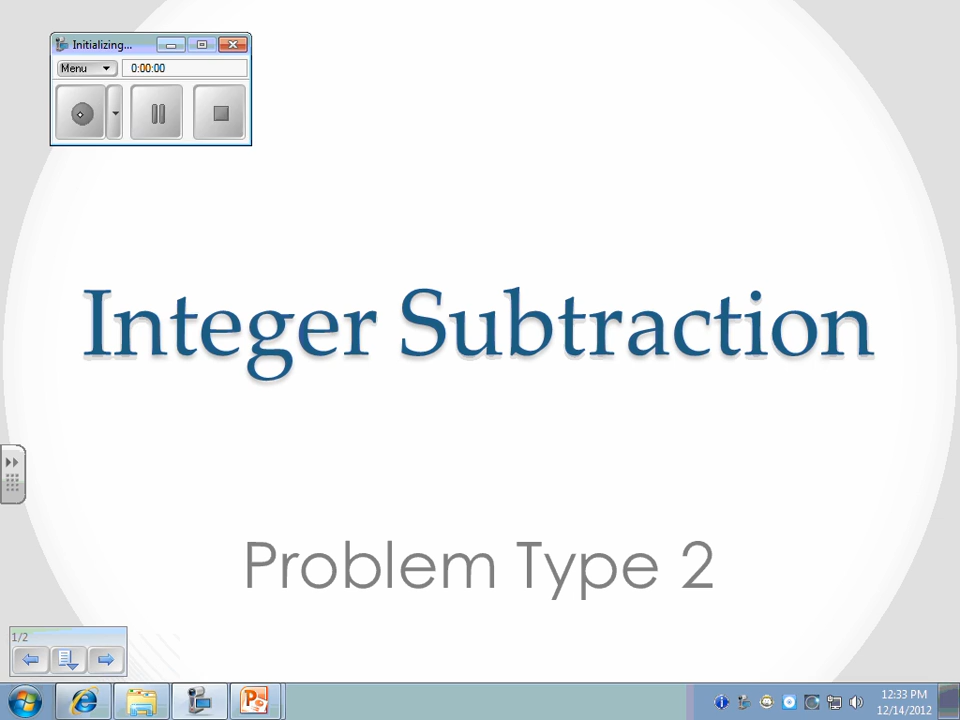 Initializing...
Menu
0:00:00
Integer Subtraction
Problem Type 2
1/2
12:33 PM
12/14/2012